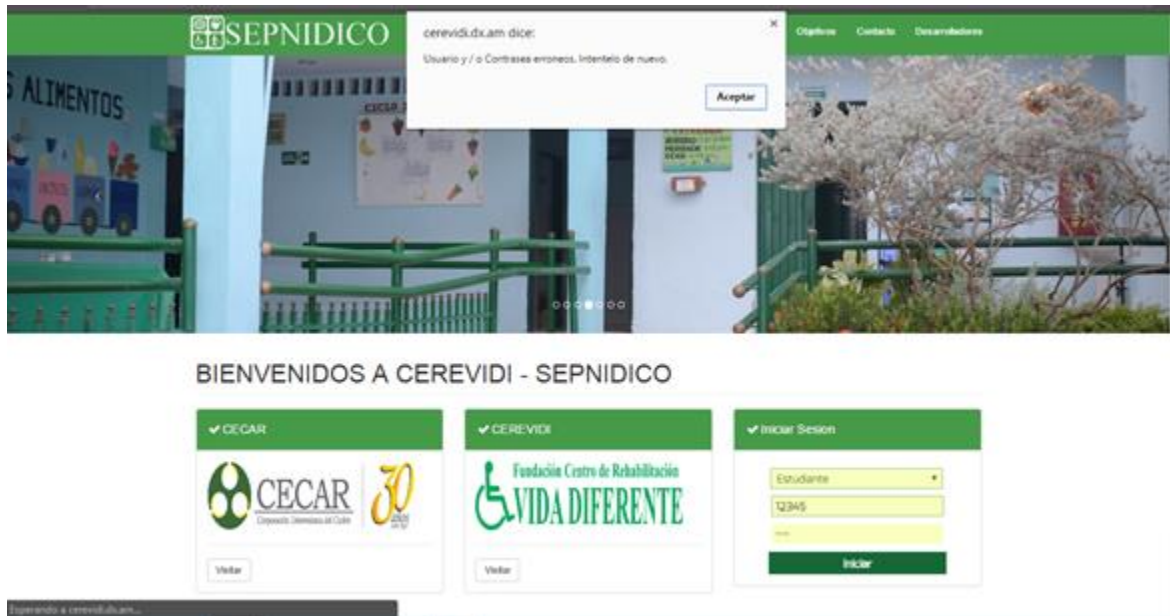 SEPNIDICO
cerevidi.dx.am dice:
Usuario y / o Contrasea erroneos. Intentelo de nuevo.
Aceptar
Objetivos Contacto Desarrolladores
ALIMENTOS
CICLO
BIENVENIDOS A CEREVIDI - SEPNIDICO
CECAR
CECAR
30
Visitar
CEREVIDI
Fundación Centro de Rehabilitación
VIDA DIFERENTE
Visitar
Iniciar Sesion
Estudiante
12345
Iniciar
Esperando a cerevidi.dx.am...